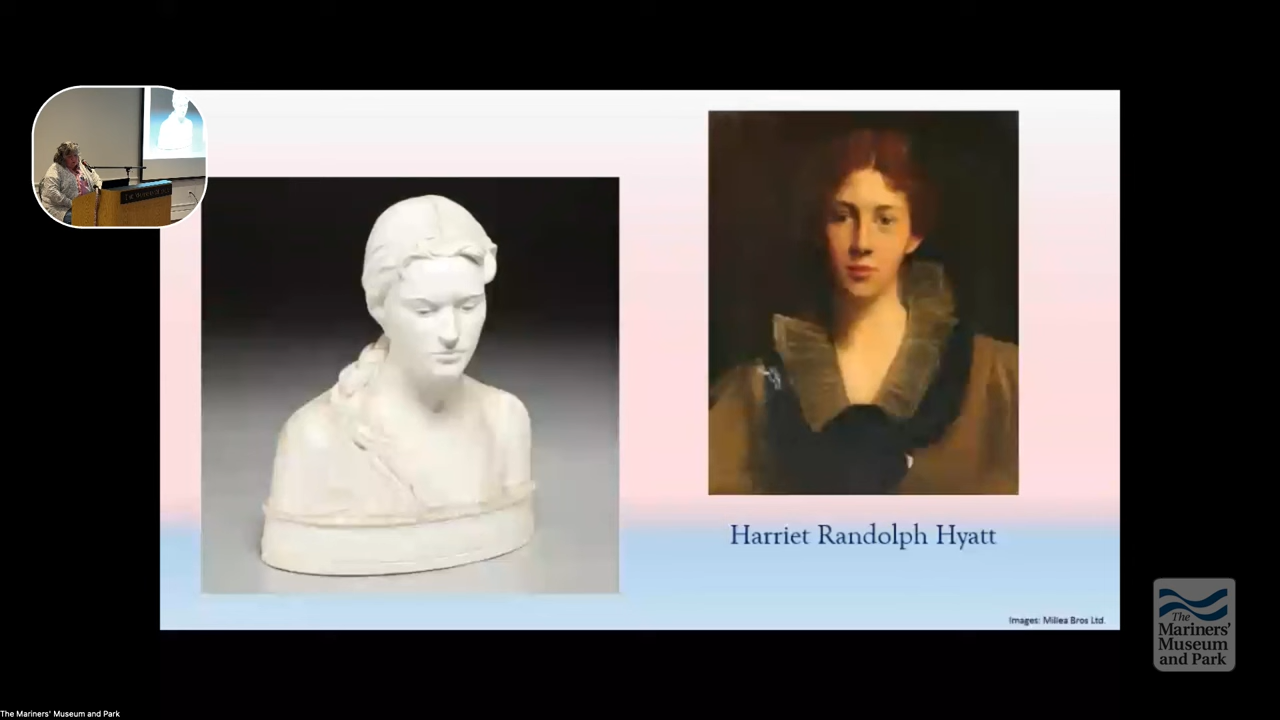 Harriet Randolph Hyatt
Images: Millea Bros Ltd.
The
Mariners'
Museum
and Park
The Mariners' Museum and Park